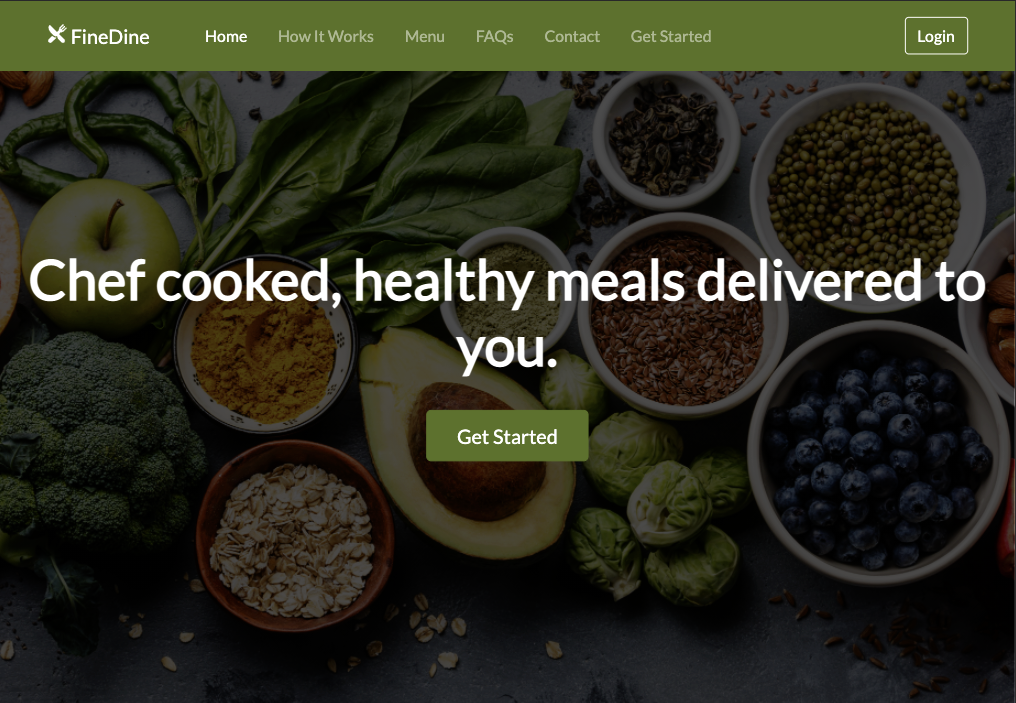 FineDine Home How It Works Menu FAQs Contact Get Started Login
Chef cooked, healthy meals delivered to
you.
Get Started